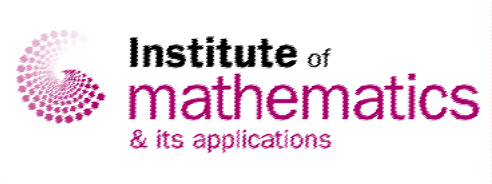 Institute of
mathematics
& its applications